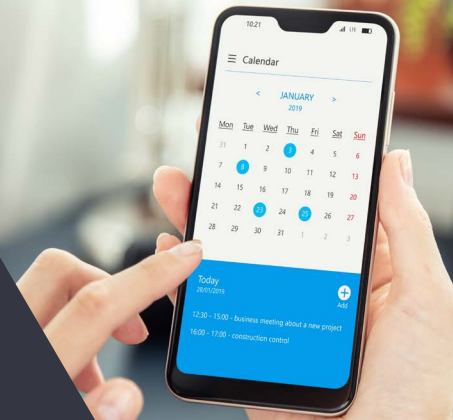 10:21 LTE
Calendar
< JANUARY >
2019
Mon Tue Wed Thu Fri Sat Sun
31 1 2 3 4 5 6
7 8 9 10 11 12 13
14 15 16 17 18 19 20
21 22 23 24 25 26 27
28 29 30 31 1 2 3
Today
28/01/2019
Add
12:30 - 15:00 - business meeting about a new project
16:00 - 17:00 - construction control